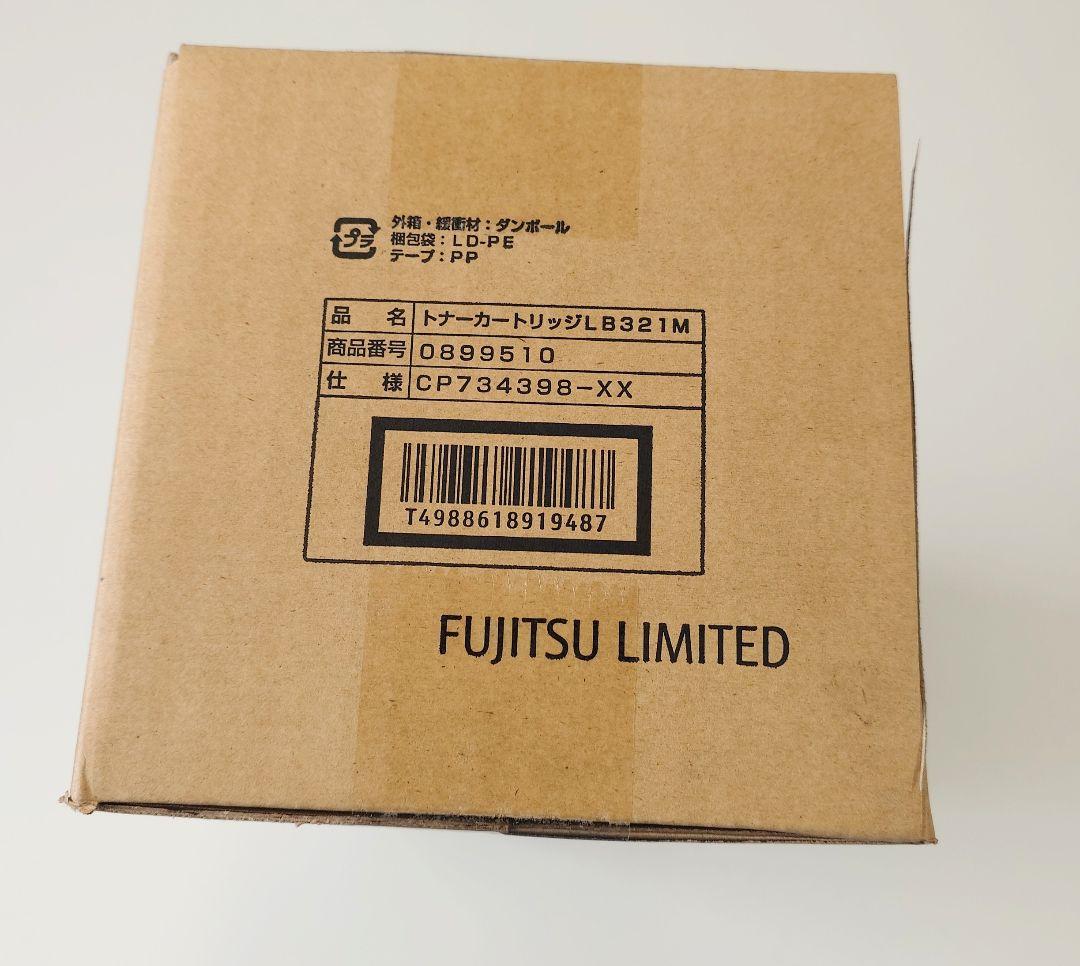 プラ
外箱・緩衝材：ダンボール
梱包袋：LD-PE
テープ：PP
品 名 トナーカートリッジLB321M
商品番号 0899510
仕 様 CP734398-XX
T4988618919487
FUJITSU LIMITED